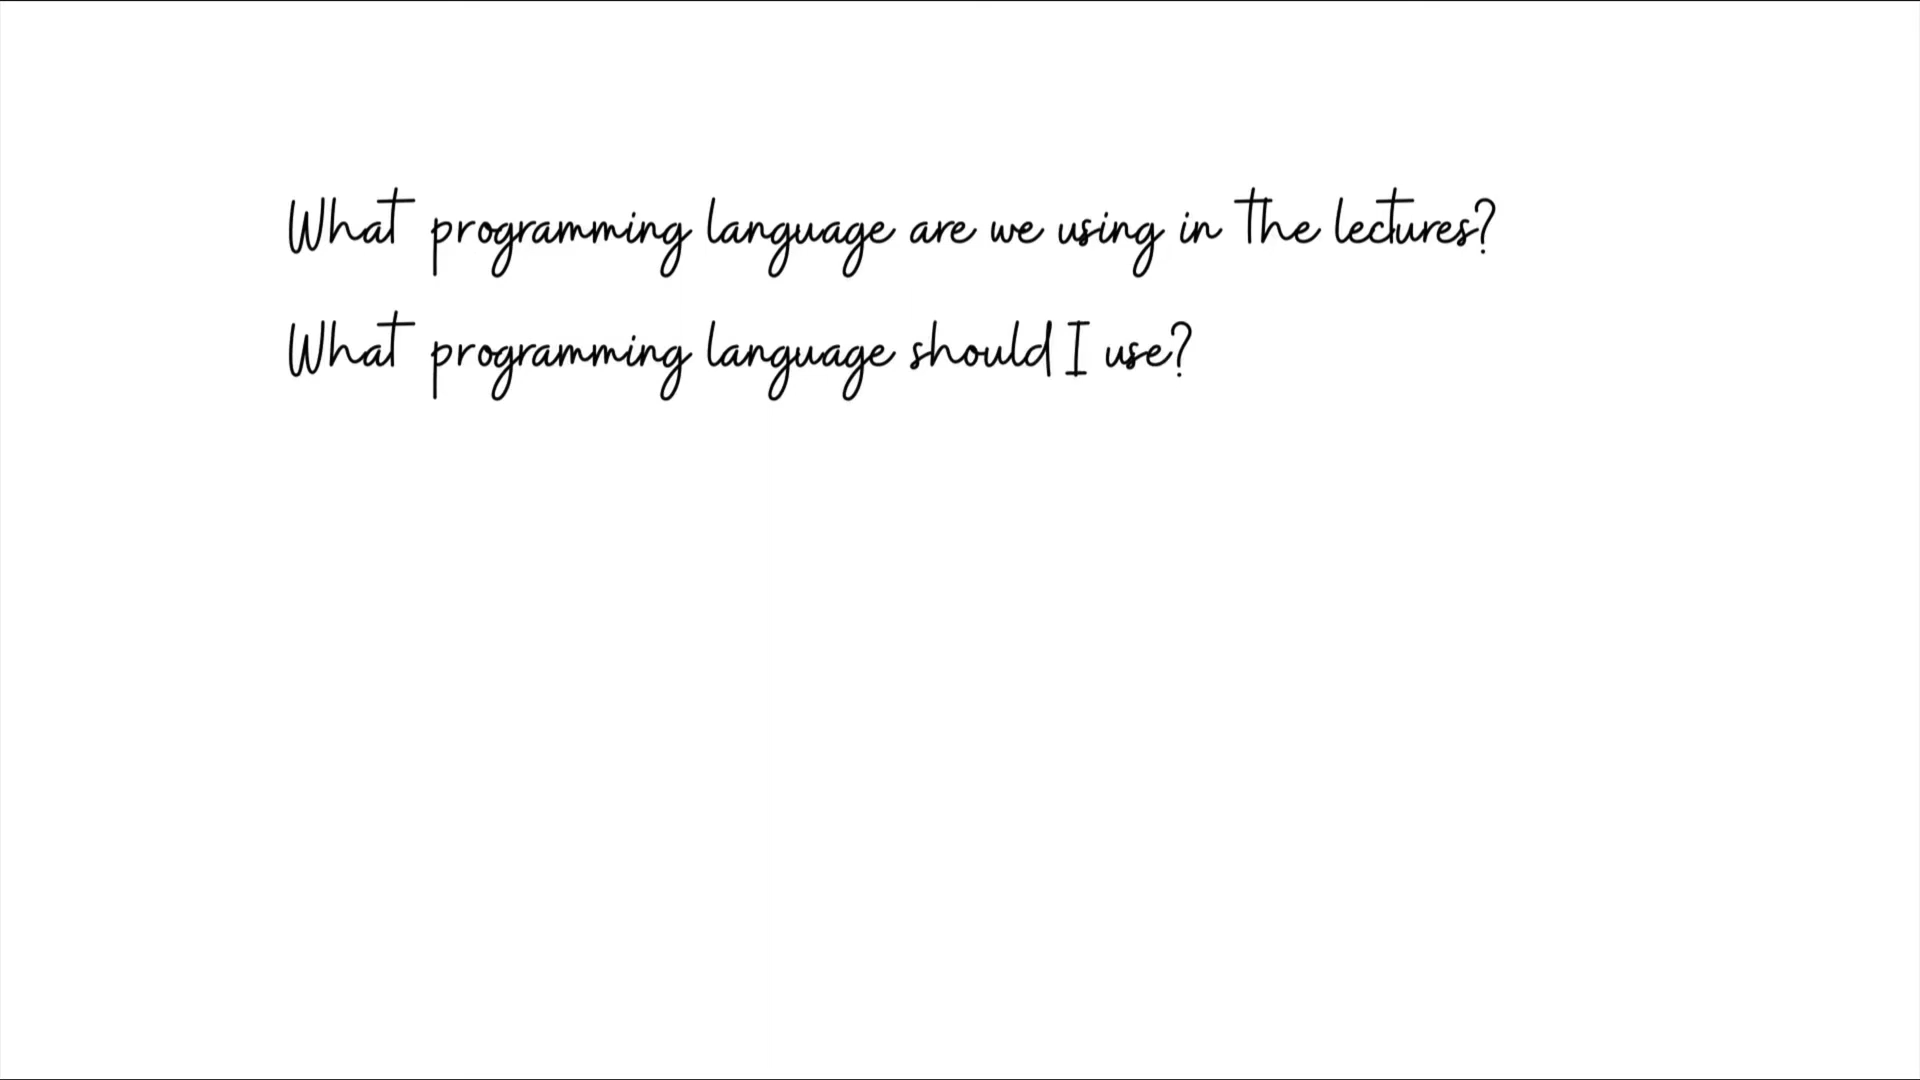 What programming language are we using in the lectures?
What programming language should I use?